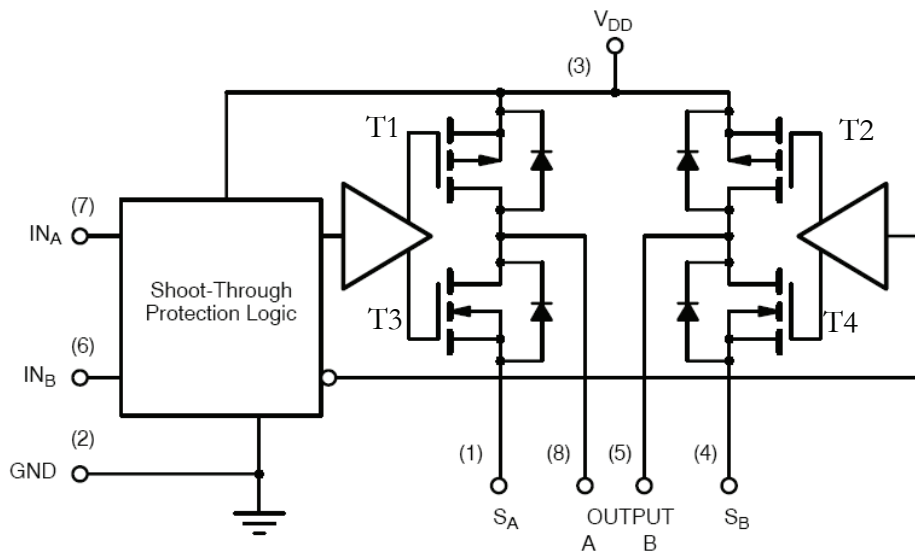 V_DD
(3)
T1
T2
(7)
IN_A
Shoot-Through
Protection Logic
T3
T4
(6)
IN_B
(2)
GND
(1)
(8)
(5)
(4)
S_A
OUTPUT
S_B
A
B